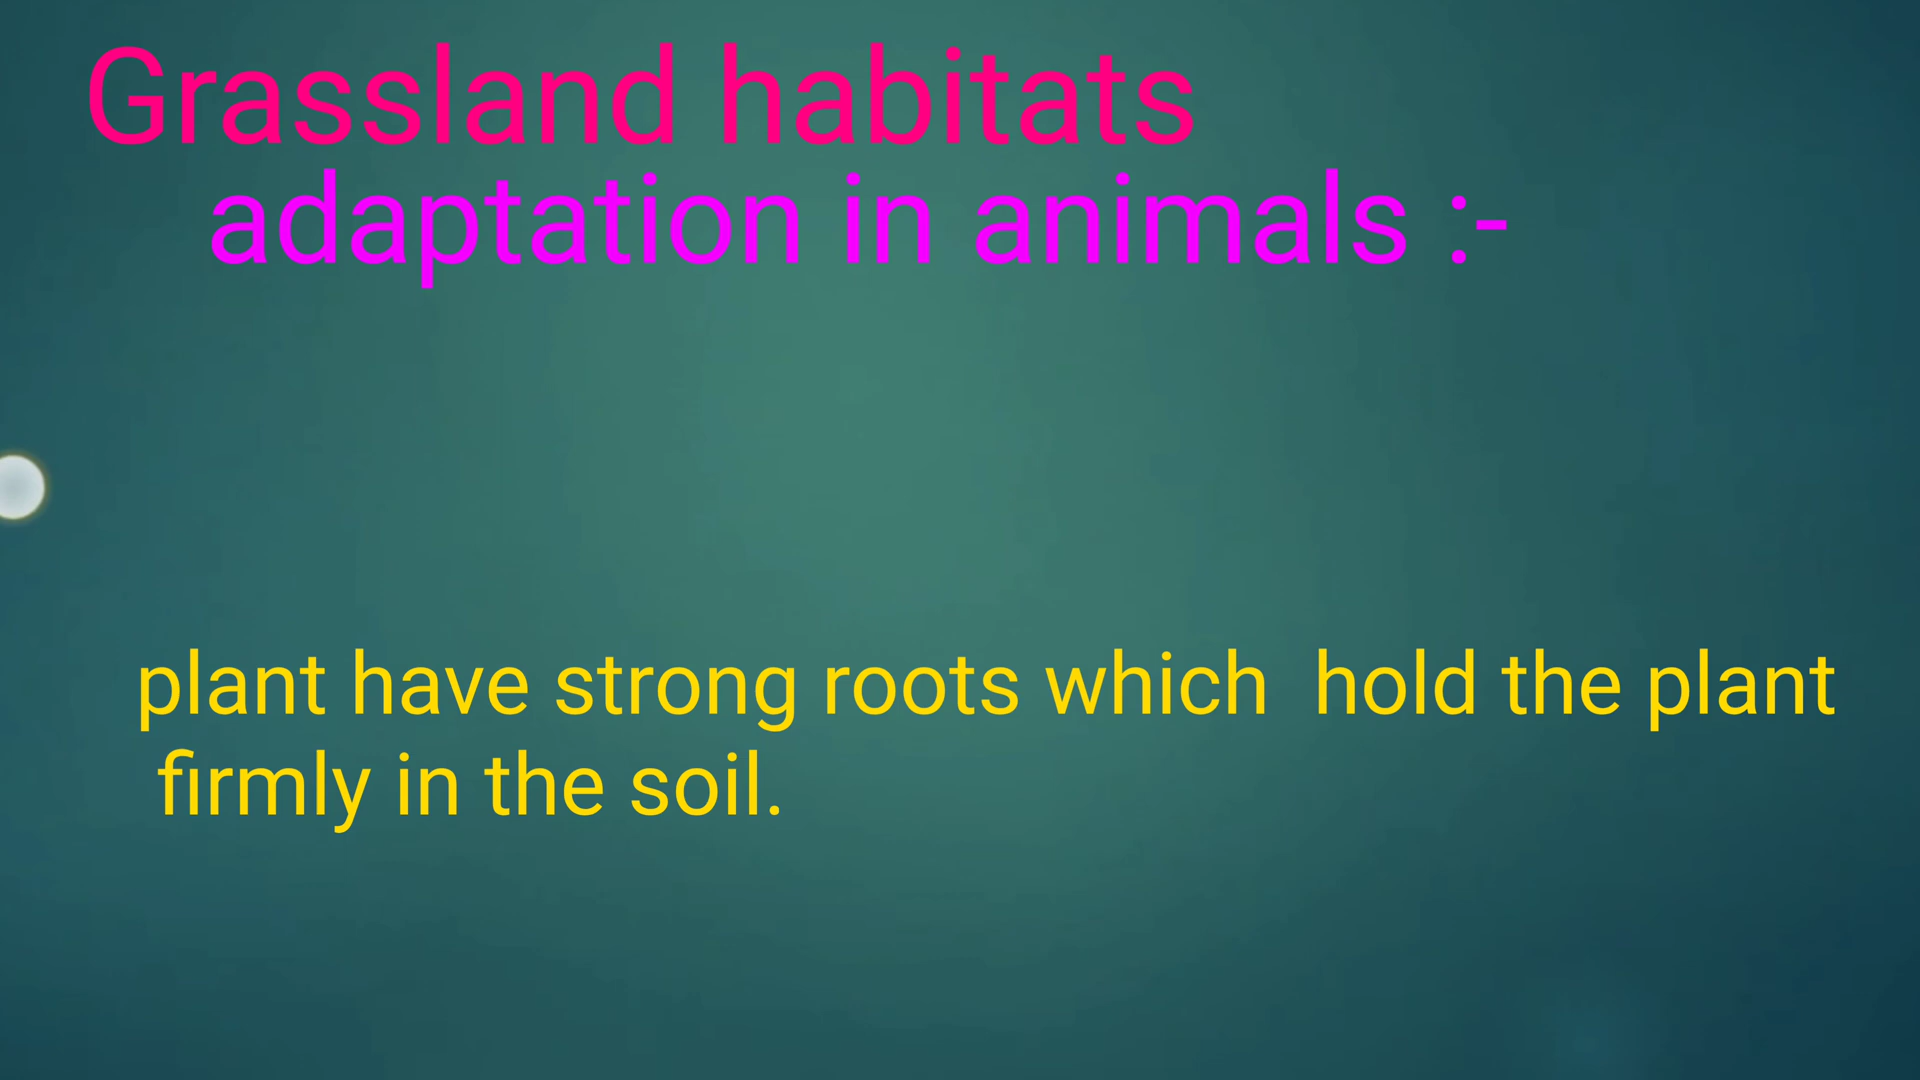 Grassland habitats
adaptation in animals :-
plant have strong roots which  hold the plant
firmly in the soil.